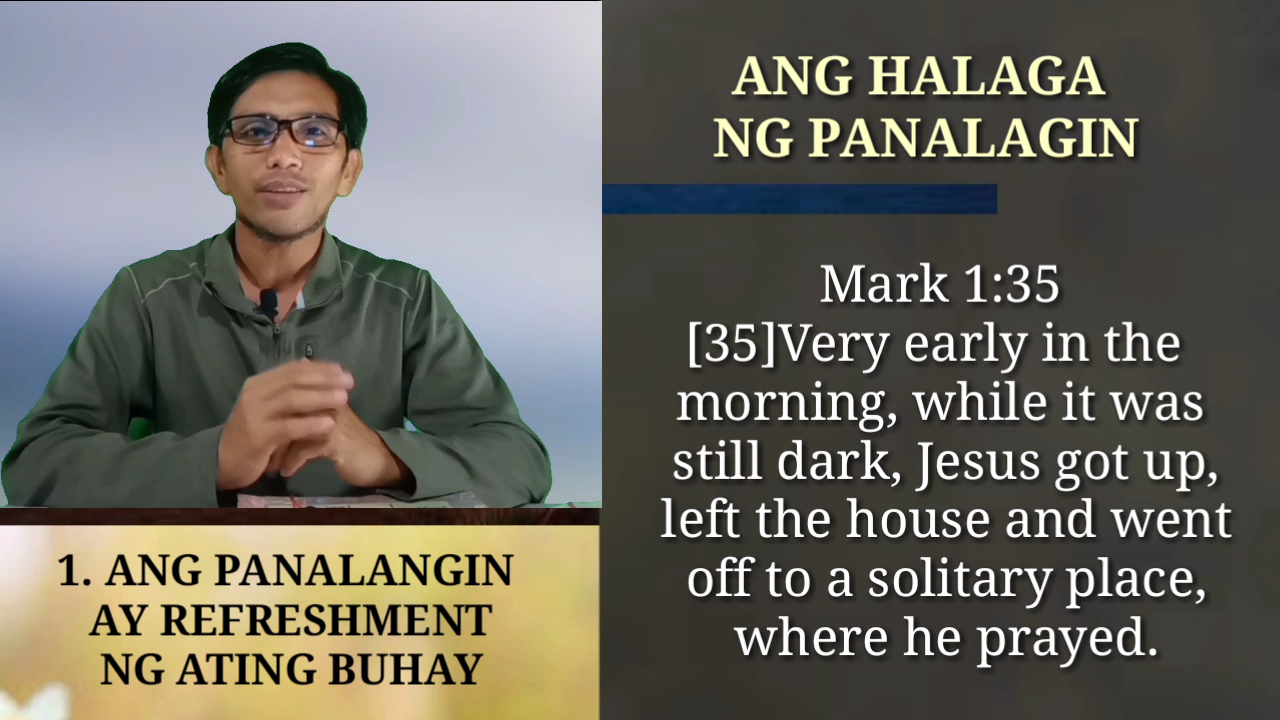 ANG HALAGA
NG PANALAGIN
Mark 1:35
[35]Very early in the
morning, while it was
still dark, Jesus got up,
left the house and went
off to a solitary place,
where he prayed.
1. ANG PANALANGIN
AY REFRESHMENT
NG ATING BUHAY